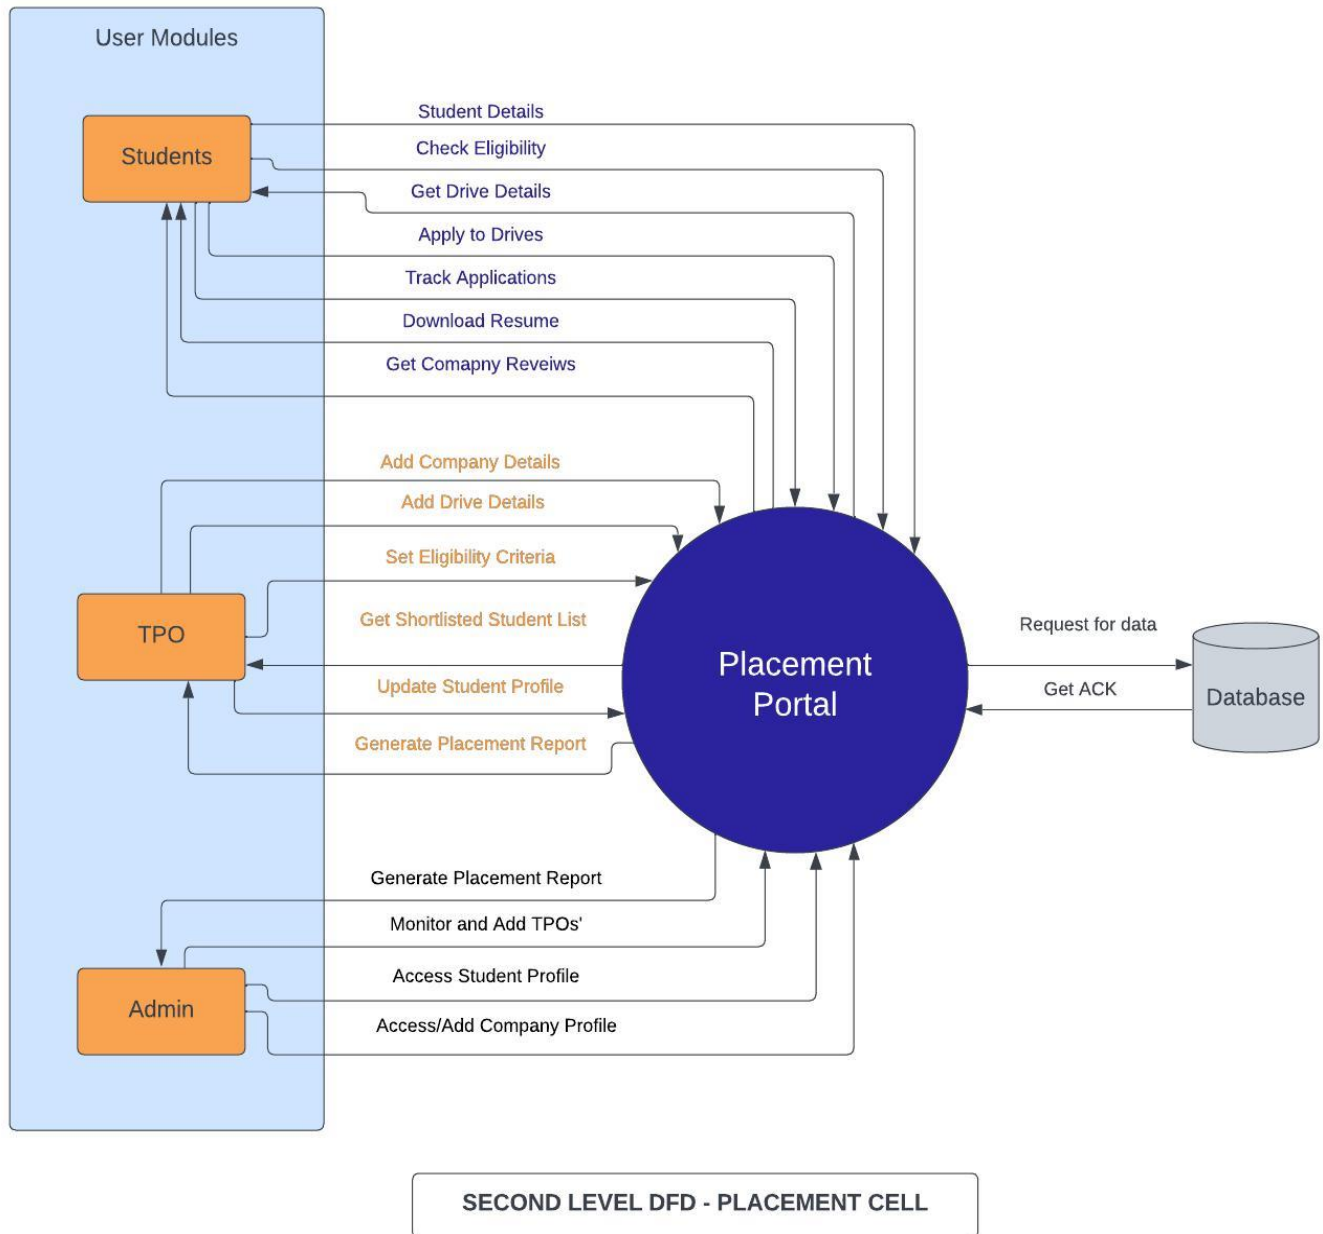 User Modules
Students
Student Details
Check Eligibility
Get Drive Details
Apply to Drives
Track Applications
Download Resume
Get Comapny Reveiws
Add Company Details
Add Drive Details
Set Eligibility Criteria
TPO
Get Shortlisted Student List
Update Student Profile
Generate Placement Report
Placement
Portal
Request for data
Get ACK
Database
Generate Placement Report
Monitor and Add TPOs'
Access Student Profile
Admin
Access/Add Company Profile
SECOND LEVEL DFD - PLACEMENT CELL